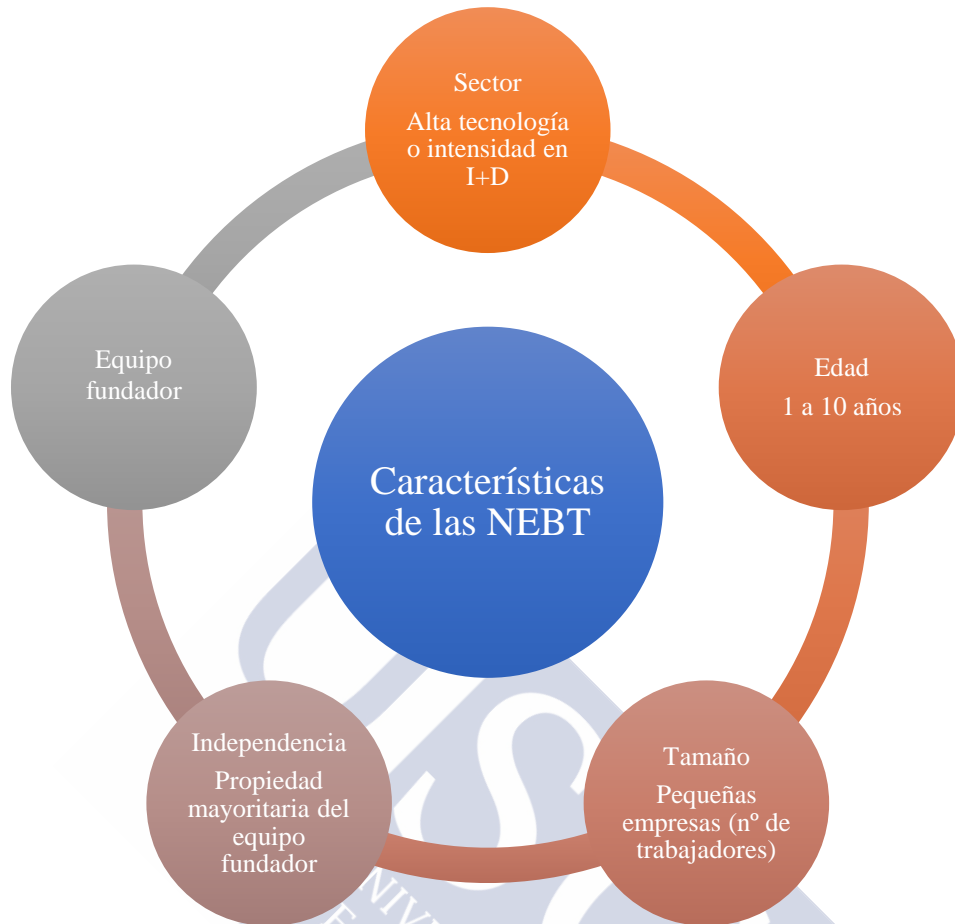 Sector
Alta tecnología
o intensidad en
I+D
Equipo
fundador
Edad
1 a 10 años
Características
de las NEBT
Independencia
Propiedad
mayoritaria del
equipo
fundador
Tamaño
Pequeñas
empresas (nº de
trabajadores)